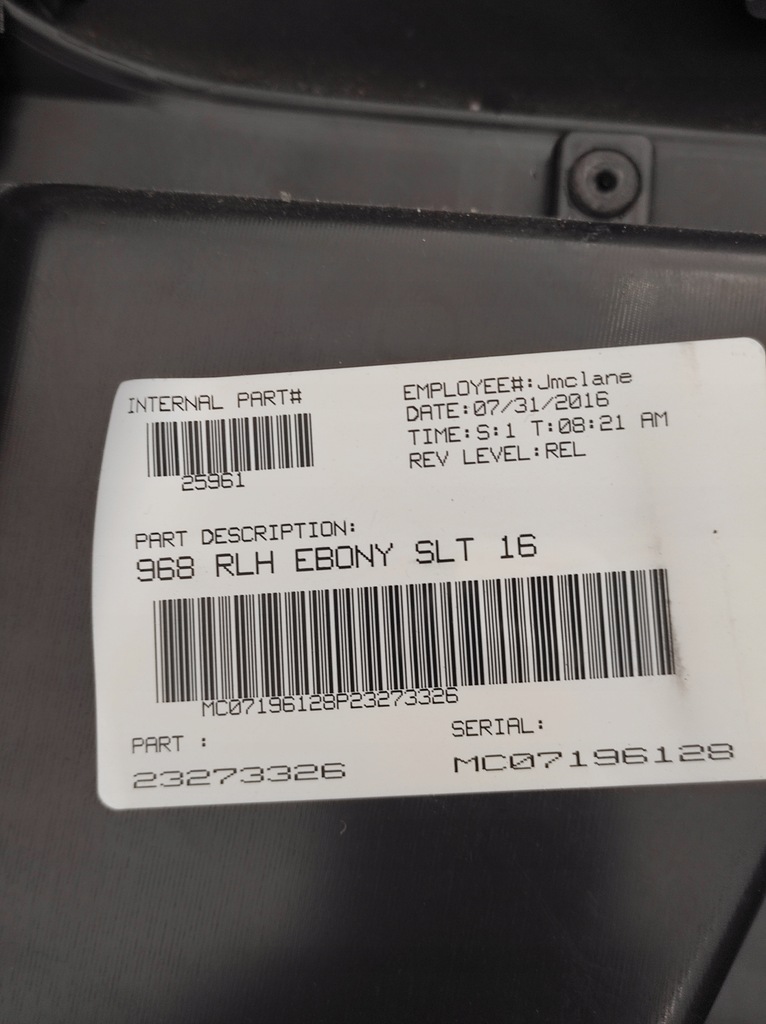 INTERNAL PART#
25961
EMPLOYEE#:Jmclane
DATE:07/31/2016
TIME:S:1 T:08:21 AM
REV LEVEL:REL
PART DESCRIPTION:
968 RLH EBONY SLT 16
MC07196128P23273326
PART :
23273326
SERIAL:
MC07196128